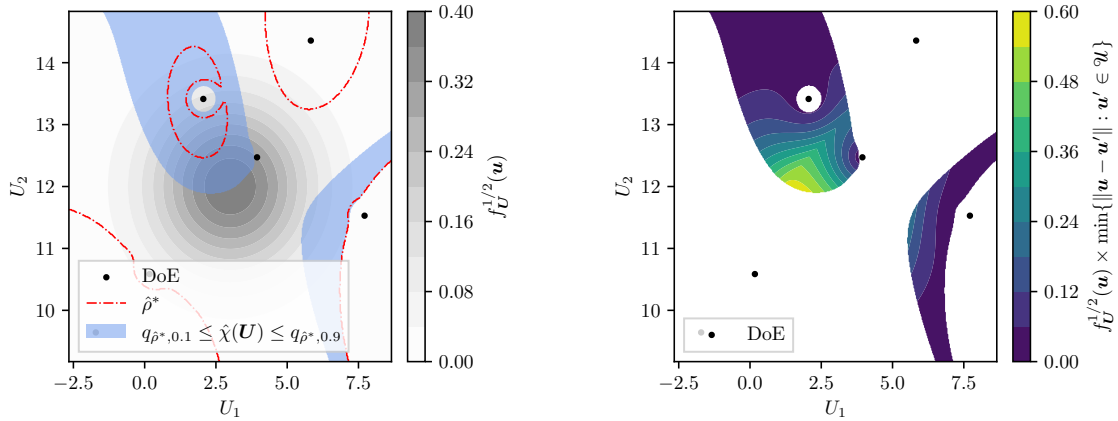 14
13
12
11
10
U₂
−2.5 0.0 2.5 5.0 7.5
U₁
DoE
ρ̂*
q_{ρ̂*,0.1} ≤ χ̂(U) ≤ q_{ρ̂*,0.9}
0.40
0.32
0.24
0.16
0.08
0.00
f_U^{1/2}(u)
14
13
12
11
10
U₂
−2.5 0.0 2.5 5.0 7.5
U₁
DoE
0.60
0.48
0.36
0.24
0.12
0.00
f_U^{1/2}(u) × min{‖u − u′‖ : u′ ∈ 𝒰}